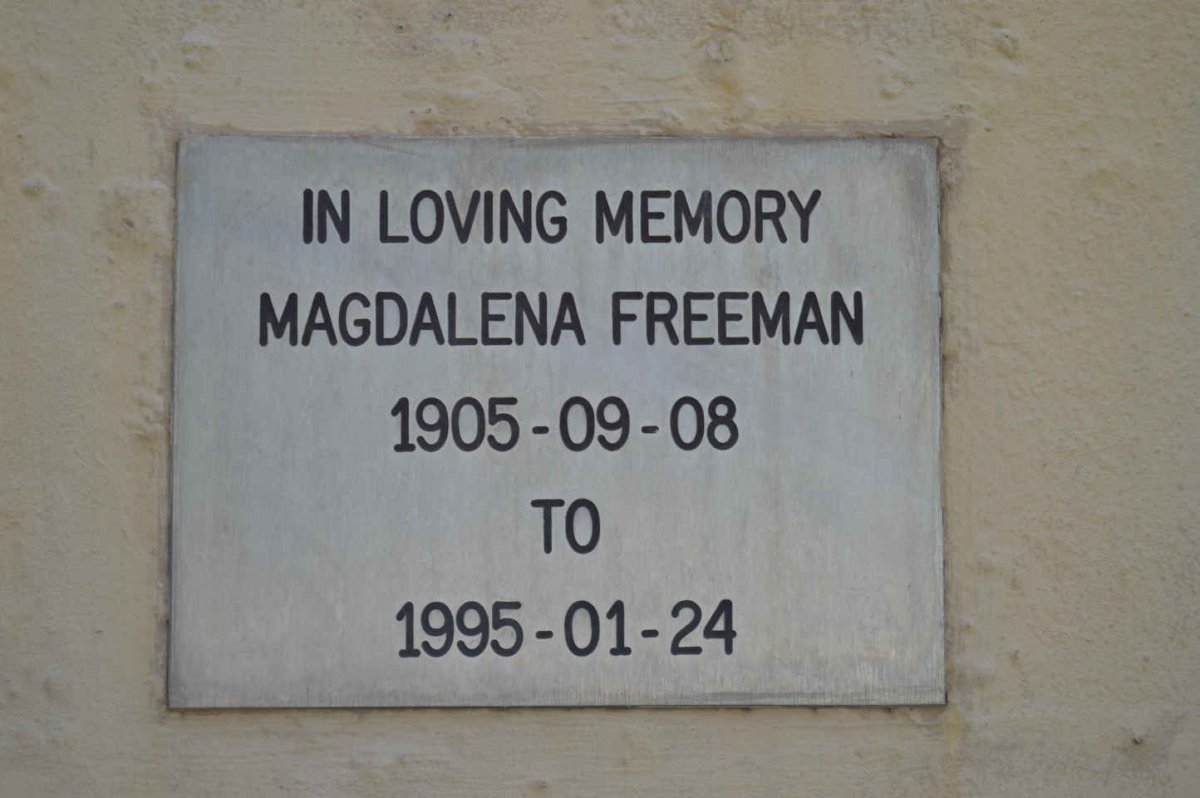 IN LOVING MEMORY
MAGDALENA FREEMAN
1905-09-08
TO
1995-01-24